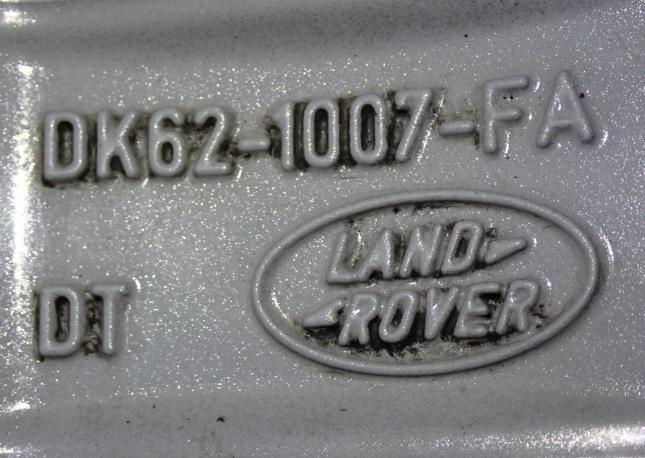 DK62-1007-FA
DT
LAND
ROVER